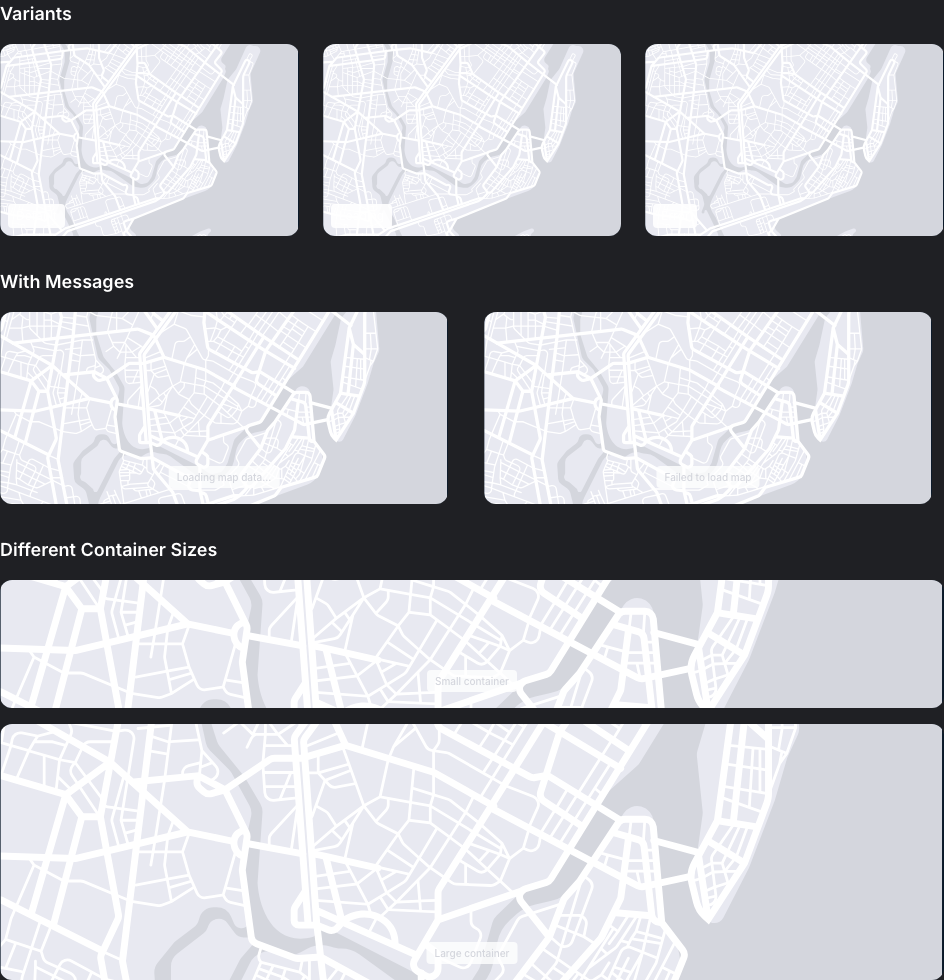 Variants
With Messages
Loading map data...
Failed to load map
Different Container Sizes
Small container
Large container